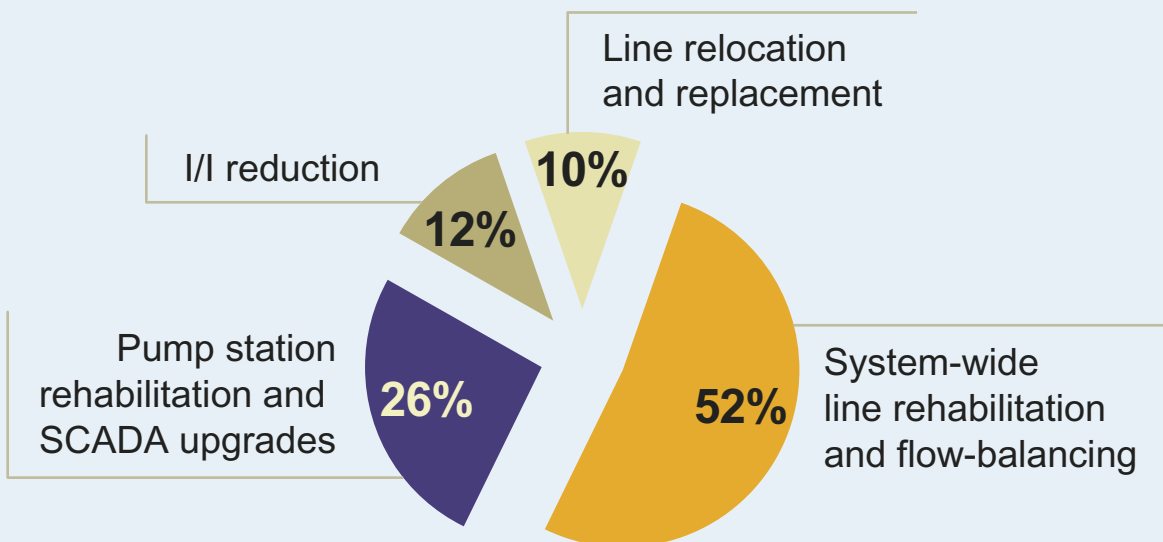 Line relocation
and replacement
10%
I/I reduction
12%
Pump station
rehabilitation and
SCADA upgrades
26%
52%
System-wide
line rehabilitation
and flow-balancing